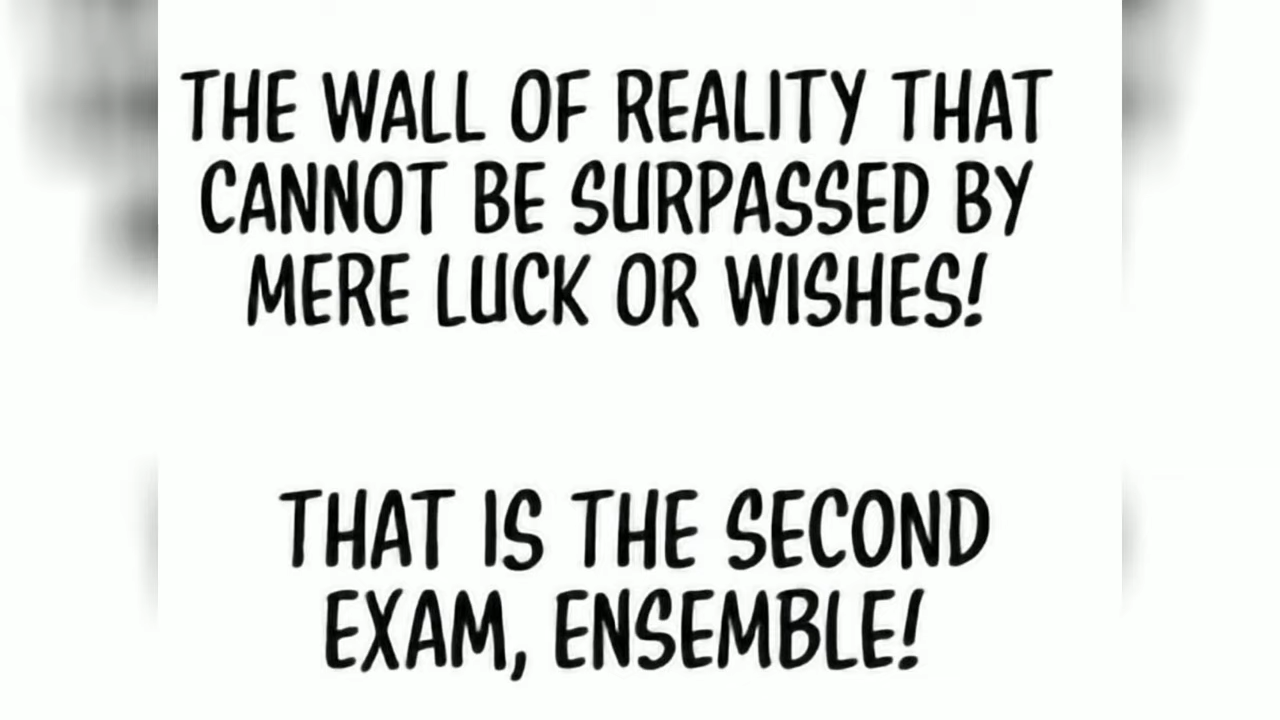 THE WALL OF REALITY THAT
CANNOT BE SURPASSED BY
MERE LUCK OR WISHES!
THAT IS THE SECOND
EXAM, ENSEMBLE!